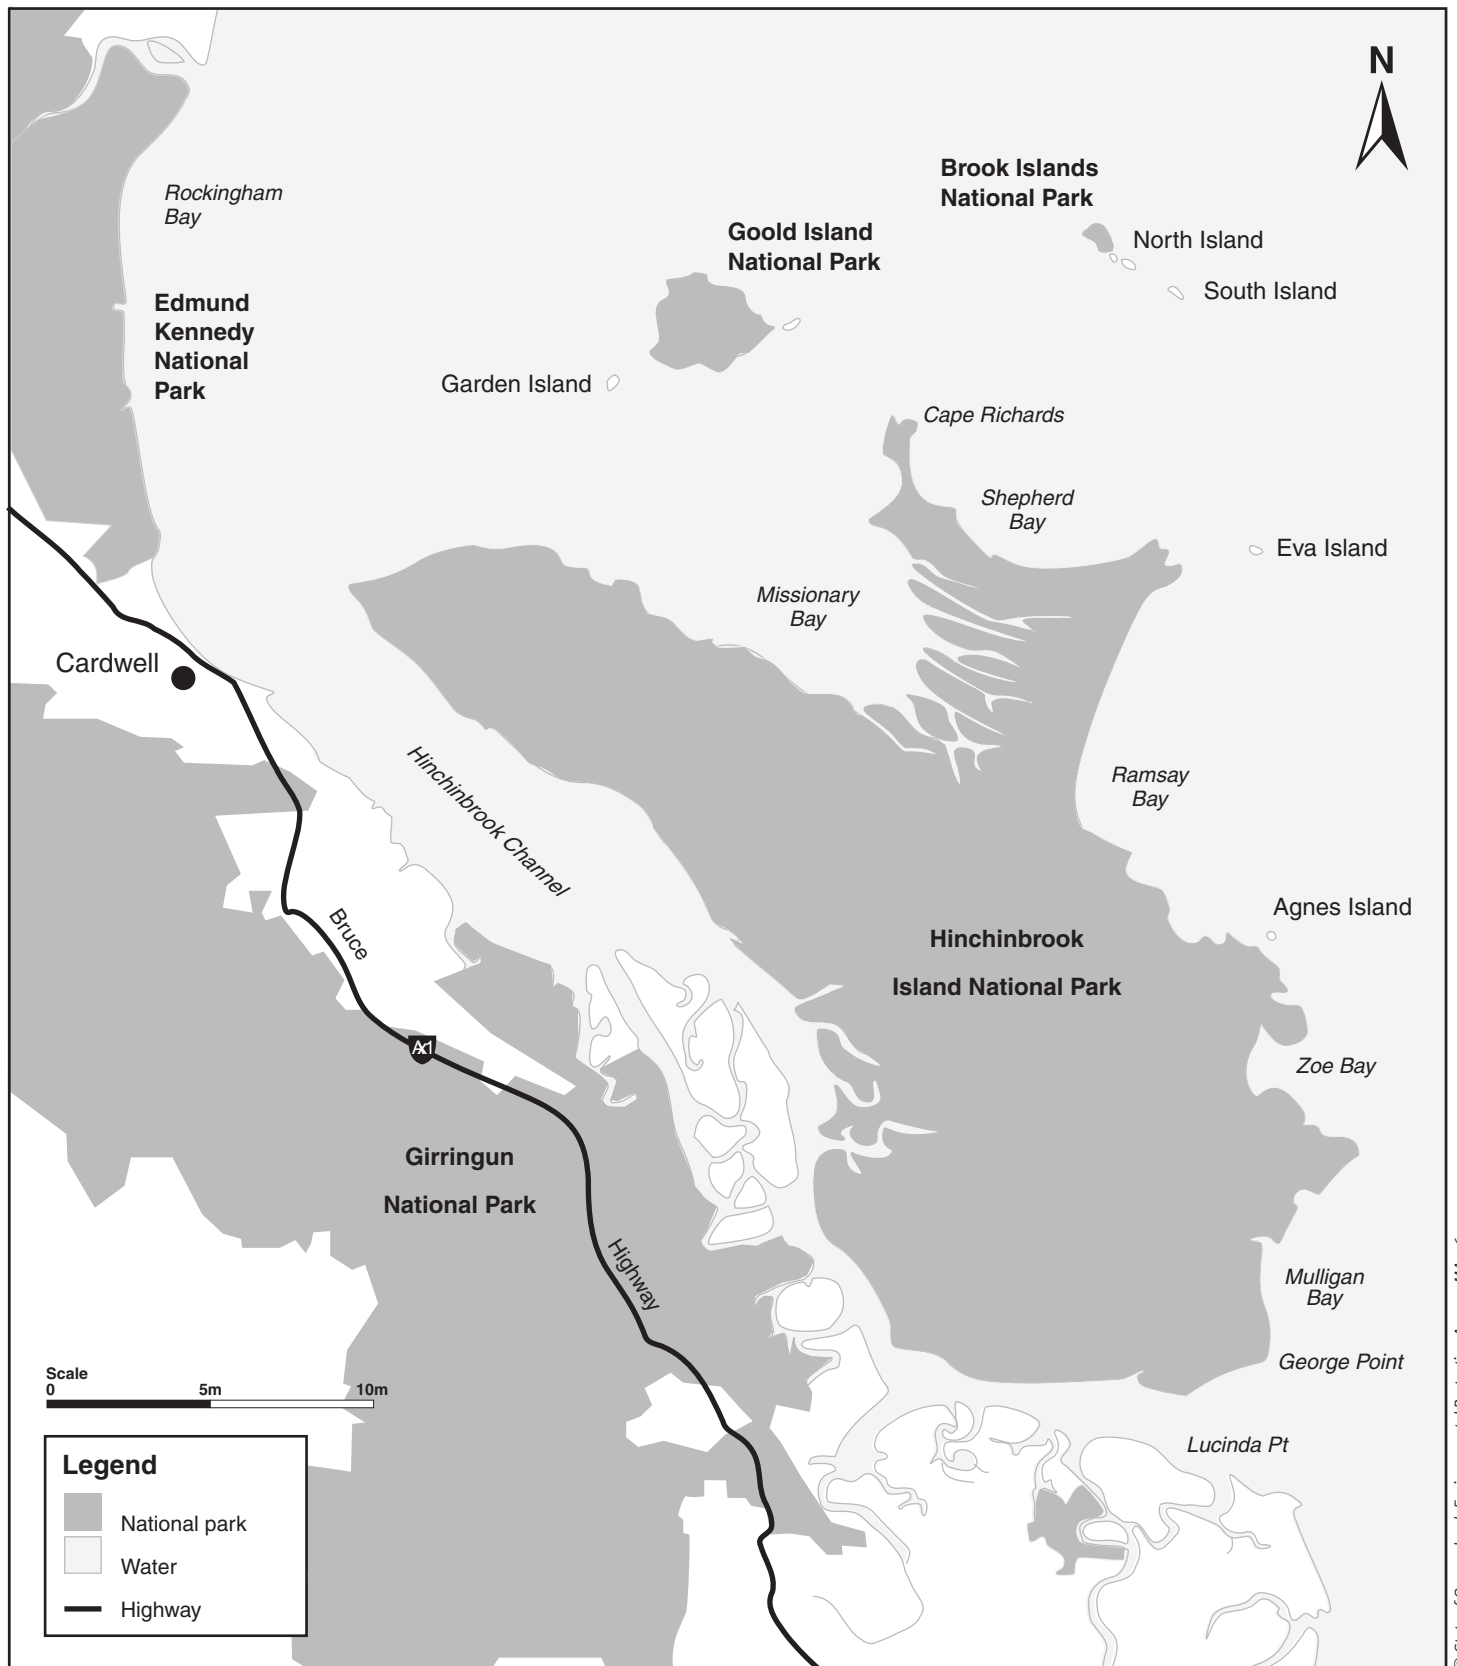 N
Rockingham
Bay
Brook Islands
National Park
North Island
South Island
Goold Island
National Park
Edmund
Kennedy
National
Park
Garden Island
Cape Richards
Shepherd
Bay
Eva Island
Missionary
Bay
Cardwell
Hinchinbrook Channel
Ramsay
Bay
Agnes Island
Bruce
Hinchinbrook
Island National Park
A1
Zoe Bay
Girringun
National Park
Highway
Mulligan
Bay
George Point
Scale
0 5m 10m
Lucinda Pt
Legend
National park
Water
Highway